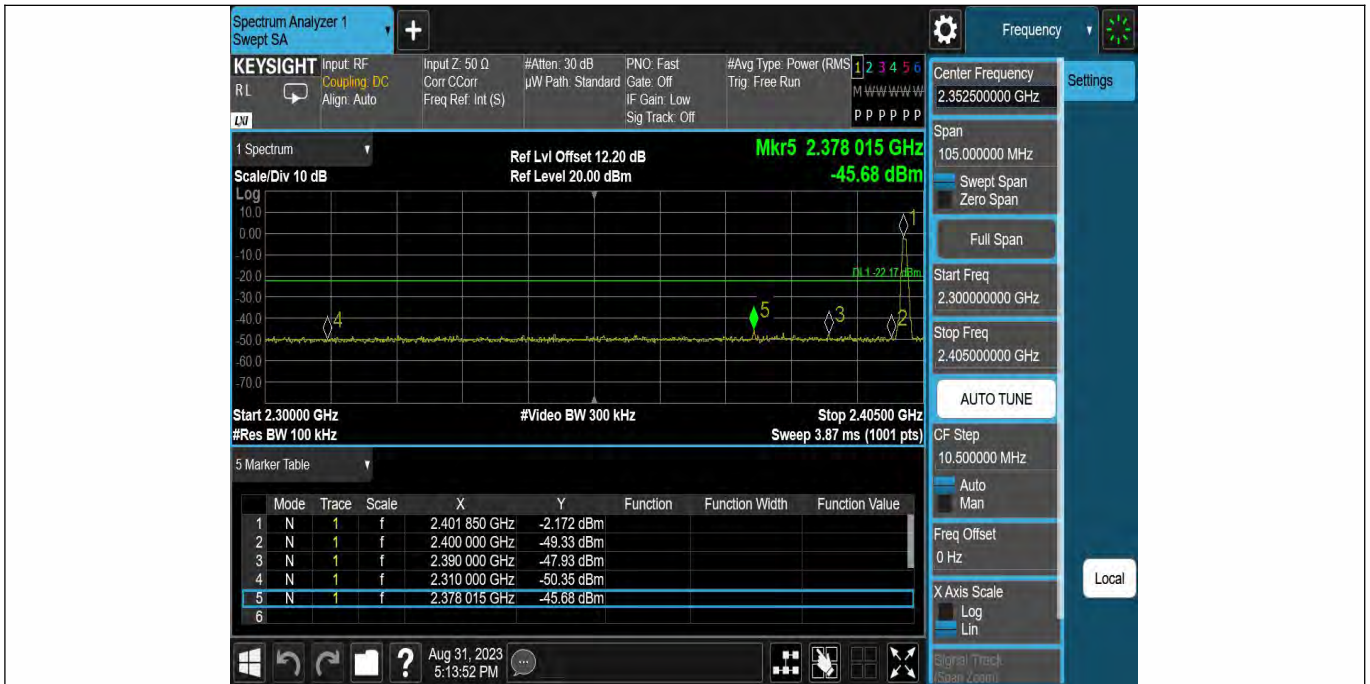 Spectrum Analyzer 1
Swept SA
+
Frequency
KEYSIGHT
RL
LXI
Input: RF
Coupling: DC
Align: Auto
Input Z: 50 Ω
Corr CCorr
Freq Ref: Int (S)
#Atten: 30 dB
µW Path: Standard
PNO: Fast
Gate: Off
IF Gain: Low
Sig Track: Off
#Avg Type: Power (RMS
Trig: Free Run
1 2 3 4 5 6
M W W W W W
P P P P P P
1 Spectrum
Scale/Div 10 dB
Ref Lvl Offset 12.20 dB
Ref Level 20.00 dBm
Mkr5 2.378 015 GHz
-45.68 dBm
Log
10.0
0.00
-10.0
-20.0
-30.0
-40.0
-50.0
-60.0
-70.0
1
DL1 -22.17 dBm
4
5
3
2
Start 2.30000 GHz
#Video BW 300 kHz
Stop 2.40500 GHz
#Res BW 100 kHz
Sweep 3.87 ms (1001 pts)
5 Marker Table
Mode Trace Scale X Y Function Function Width Function Value
1 N 1 f 2.401 850 GHz -2.172 dBm
2 N 1 f 2.400 000 GHz -49.33 dBm
3 N 1 f 2.390 000 GHz -47.93 dBm
4 N 1 f 2.310 000 GHz -50.35 dBm
5 N 1 f 2.378 015 GHz -45.68 dBm
6
?
Aug 31, 2023
5:13:52 PM
Center Frequency
2.352500000 GHz
Settings
Span
105.000000 MHz
Swept Span
Zero Span
Full Span
Start Freq
2.300000000 GHz
Stop Freq
2.405000000 GHz
AUTO TUNE
CF Step
10.500000 MHz
Auto
Man
Freq Offset
0 Hz
Local
X Axis Scale
Log
Lin
Signal Track
(Span Zoom)